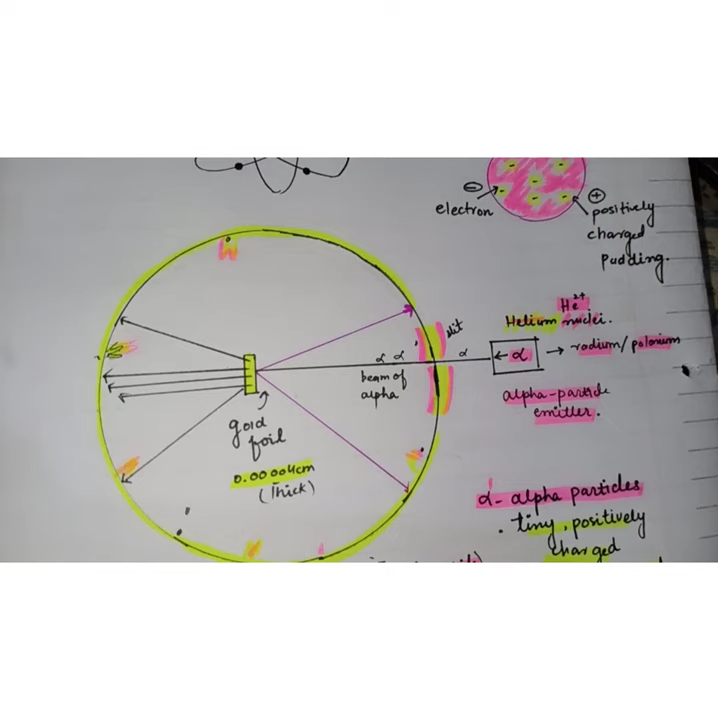 ⊖
electron
⊕
positively
charged
pudding.
He²⁺
Helium nuclei.
slit
α α
α
← α → radium/polonium
beam of
alpha
alpha-particle
emitter.
gold
foil
0.00004cm
(Thick)
α- alpha particles
. tiny, positively
charged